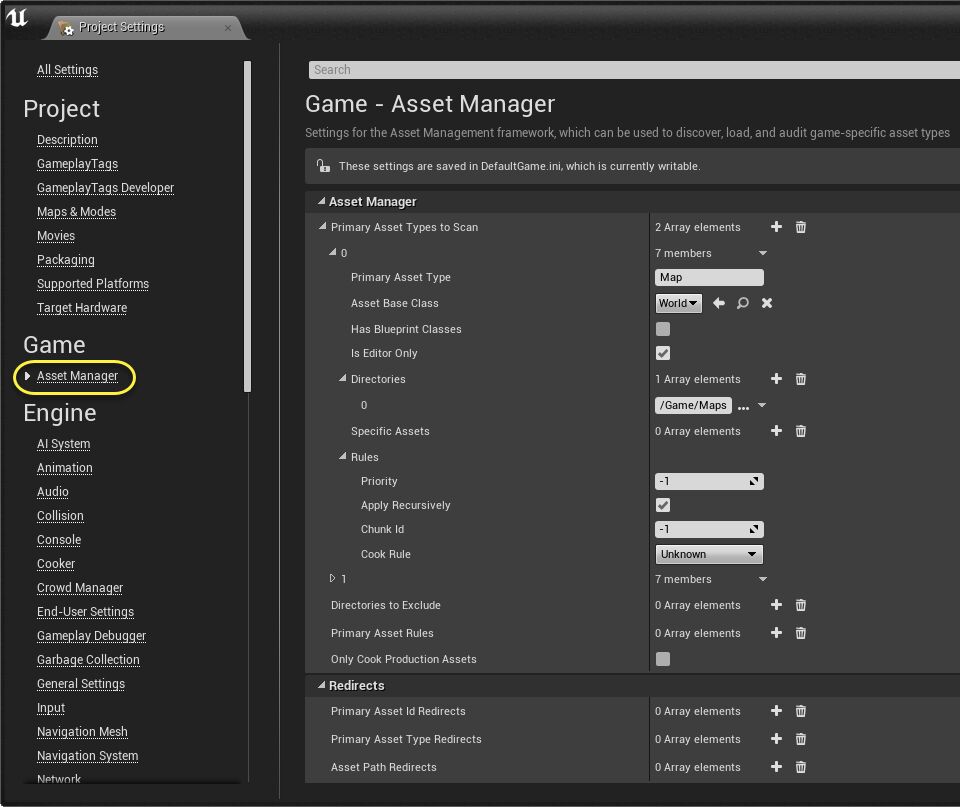 Project Settings
All Settings
Project
Description
GameplayTags
GameplayTags Developer
Maps & Modes
Movies
Packaging
Supported Platforms
Target Hardware
Game
Asset Manager
Engine
AI System
Animation
Audio
Collision
Console
Cooker
Crowd Manager
End-User Settings
Gameplay Debugger
Garbage Collection
General Settings
Input
Navigation Mesh
Navigation System
Network
Search
Game - Asset Manager
Settings for the Asset Management framework, which can be used to discover, load, and audit game-specific asset types
These settings are saved in DefaultGame.ini, which is currently writable.
Asset Manager
Primary Asset Types to Scan 2 Array elements
0 7 members
Primary Asset Type Map
Asset Base Class World
Has Blueprint Classes
Is Editor Only
Directories 1 Array elements
0 /Game/Maps ...
Specific Assets 0 Array elements
Rules
Priority -1
Apply Recursively
Chunk Id -1
Cook Rule Unknown
1 7 members
Directories to Exclude 0 Array elements
Primary Asset Rules 0 Array elements
Only Cook Production Assets
Redirects
Primary Asset Id Redirects 0 Array elements
Primary Asset Type Redirects 0 Array elements
Asset Path Redirects 0 Array elements